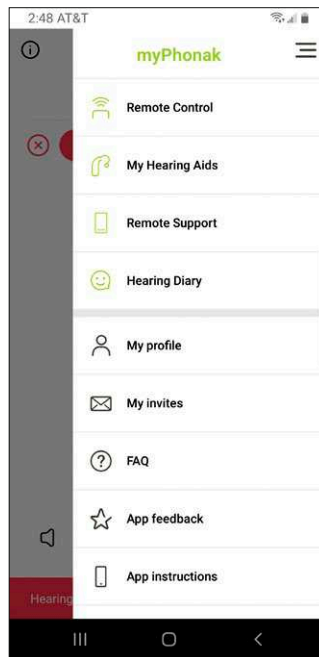 2:48 AT&T
myPhonak
Remote Control
My Hearing Aids
Remote Support
Hearing Diary
My profile
My invites
FAQ
App feedback
App instructions
Hearing